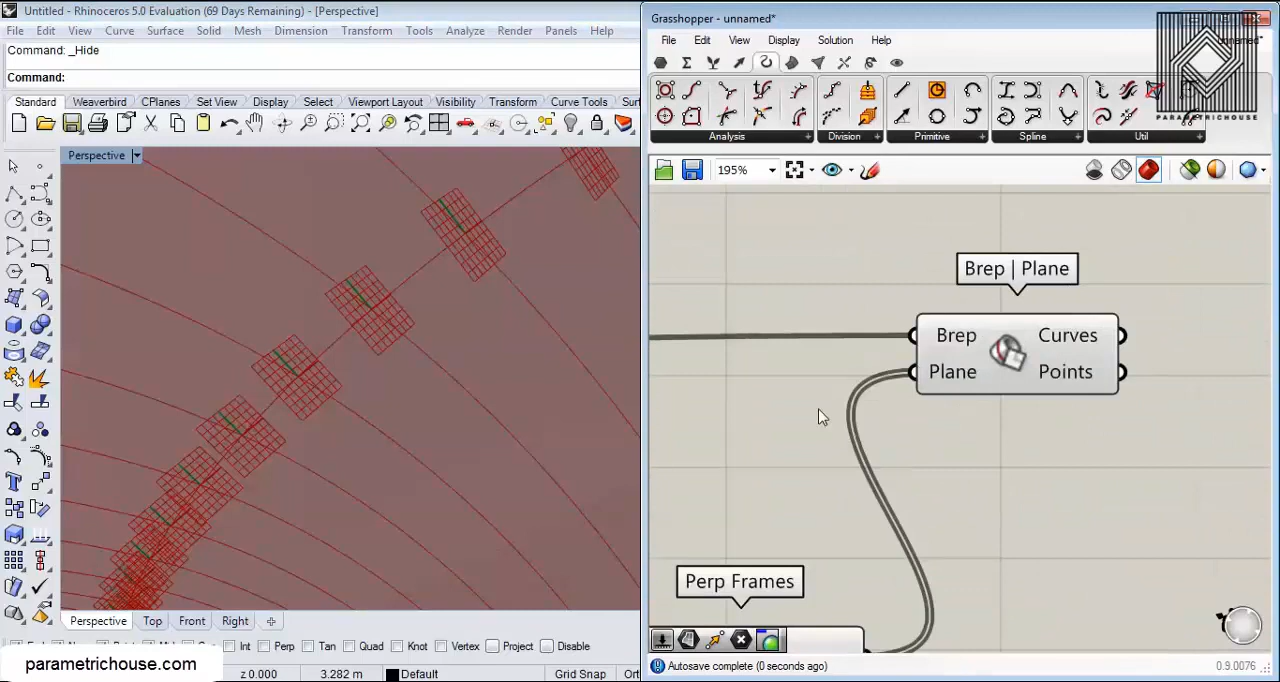 Untitled - Rhinoceros 5.0 Evaluation (69 Days Remaining) - [Perspective]
File Edit View Curve Surface Solid Mesh Dimension Transform Tools Analyze Render Panels Help
Command: _Hide
Command:
Standard Weaverbird CPlanes Set View Display Select Viewport Layout Visibility Transform Curve Tools Sur
Perspective
Perspective Top Front Right
Int Perp Tan Quad Knot Vertex Project Disable
parametrichouse.com
z 0.000 3.282 m Default Grid Snap Ort
Grasshopper - unnamed*
File Edit View Display Solution Help
unnamed*
PARAMETRICHOUSE
Analysis Division Primitive Spline Util
195%
Brep | Plane
Brep Curves
Plane Points
Perp Frames
Autosave complete (0 seconds ago)
0.9.0076